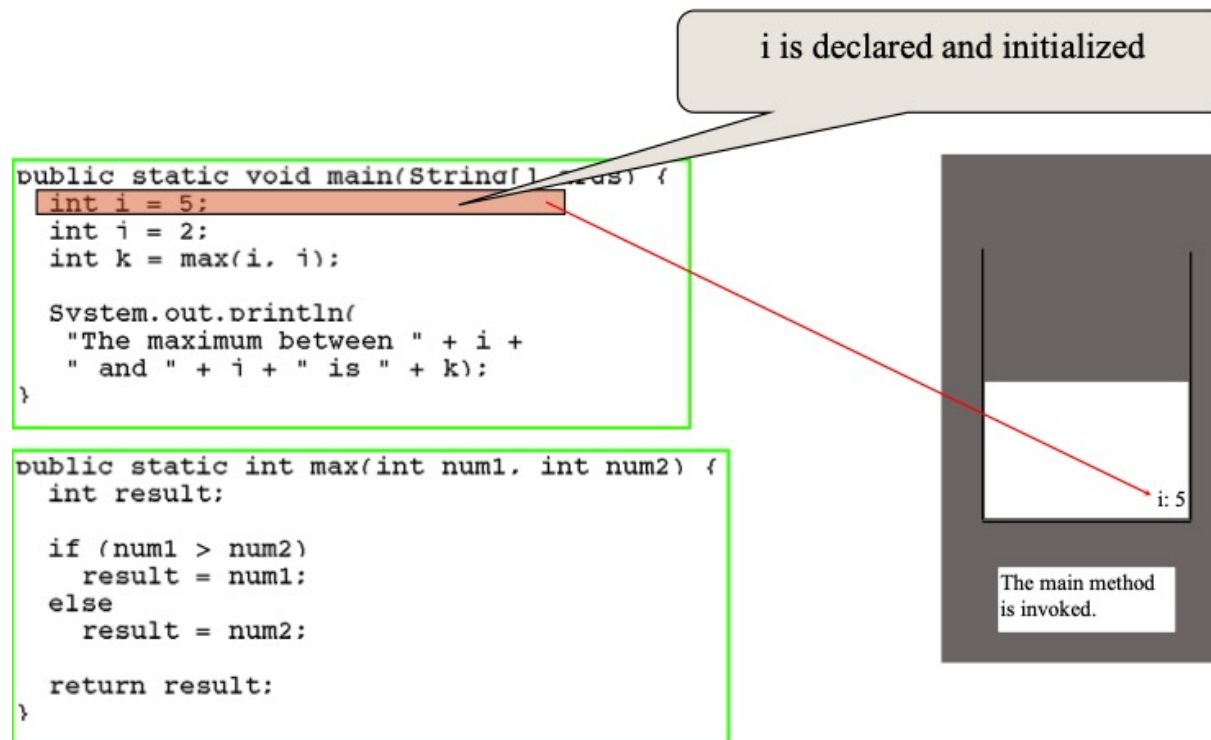 i is declared and initialized
public static void main(String[] args) {
int i = 5;
int j = 2;
int k = max(i, j);
System.out.println(
"The maximum between " + i +
" and " + j + " is " + k);
}
public static int max(int num1, int num2) {
int result;
if (num1 > num2)
result = num1;
else
result = num2;
return result;
}
i: 5
The main method
is invoked.